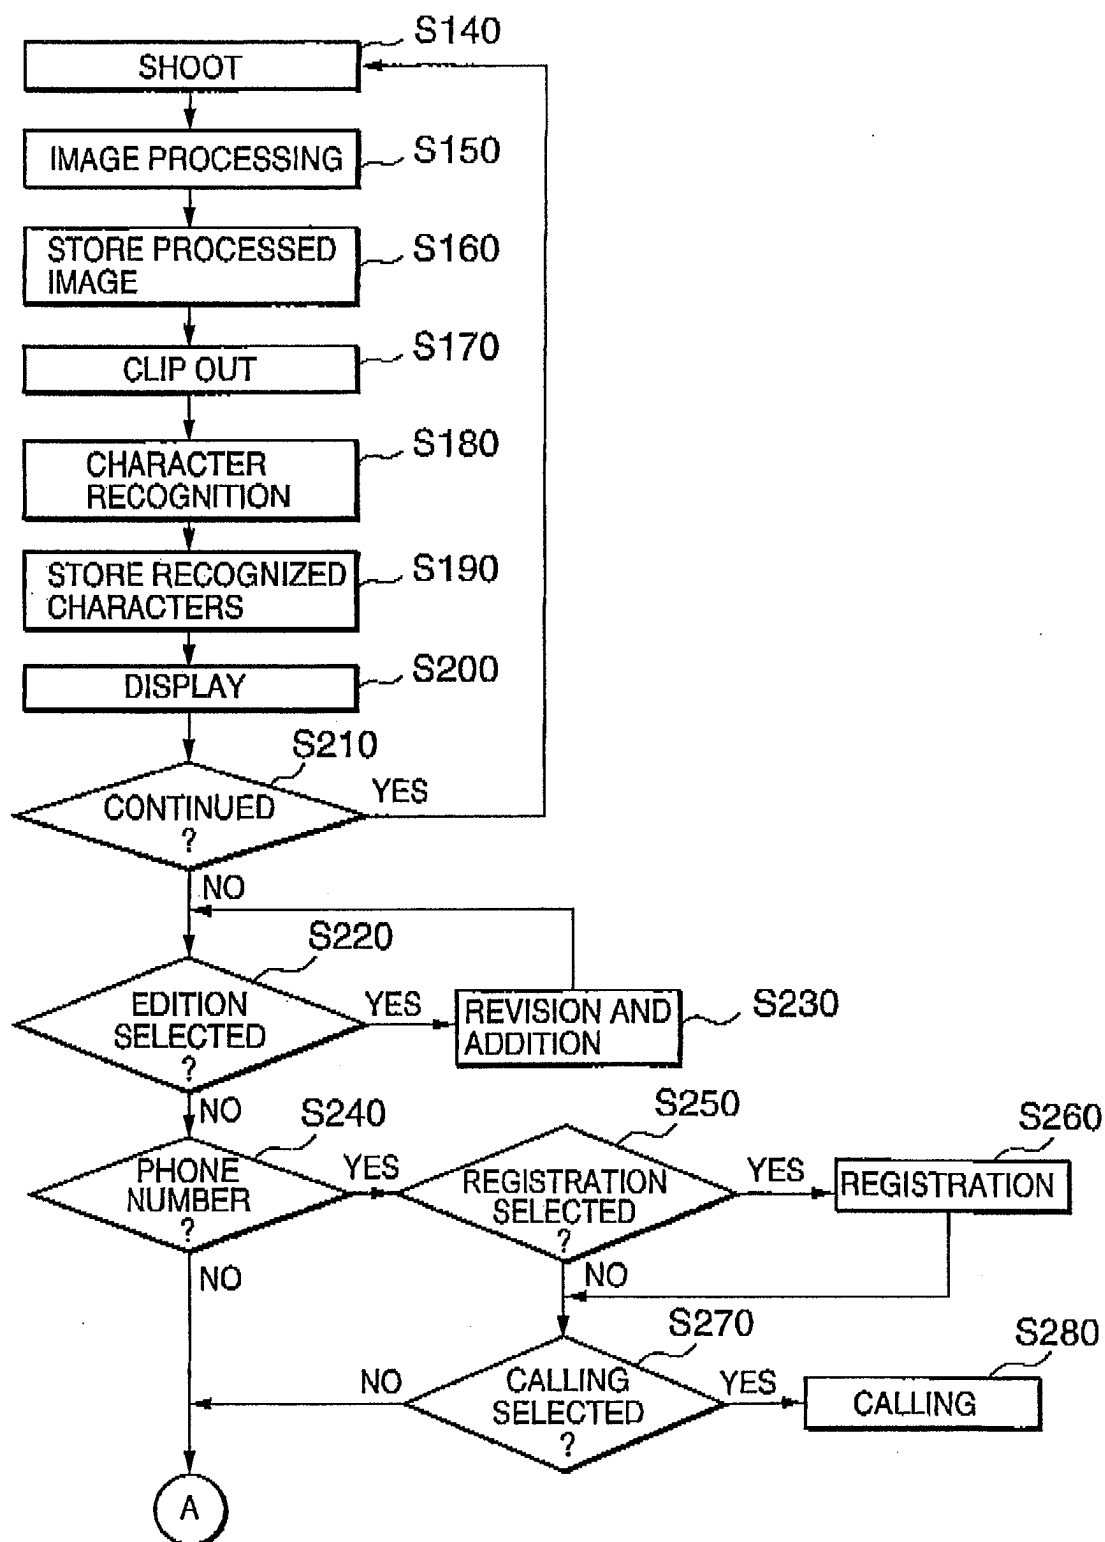 S140
SHOOT
IMAGE PROCESSING
S150
STORE PROCESSED
IMAGE
S160
CLIP OUT
S170
CHARACTER
RECOGNITION
S180
STORE RECOGNIZED
CHARACTERS
S190
DISPLAY
S200
S210
CONTINUED
?
YES
NO
S220
EDITION
SELECTED
?
YES
REVISION AND
ADDITION
S230
NO
S240
PHONE
NUMBER
?
YES
S250
REGISTRATION
SELECTED
?
YES
S260
REGISTRATION
NO
NO
S270
CALLING
SELECTED
?
NO
YES
S280
CALLING
A